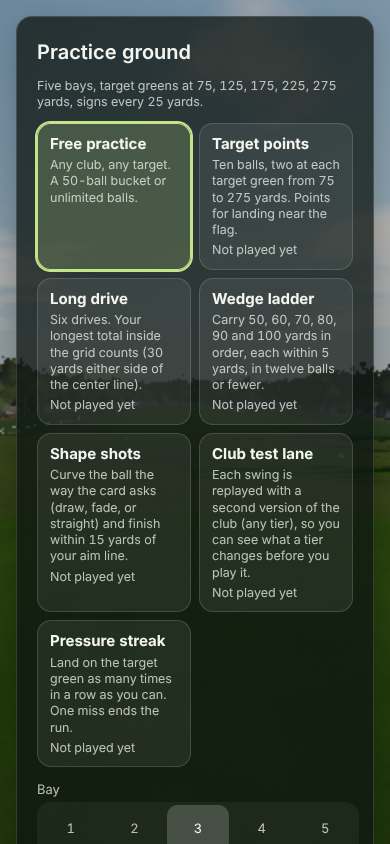 Practice ground
Five bays, target greens at 75, 125, 175, 225, 275
yards, signs every 25 yards.
Free practice
Any club, any target.
A 50-ball bucket or
unlimited balls.
Target points
Ten balls, two at each
target green from 75
to 275 yards. Points
for landing near the
flag.
Not played yet
Long drive
Six drives. Your
longest total inside
the grid counts (30
yards either side of
the center line).
Not played yet
Wedge ladder
Carry 50, 60, 70, 80,
90 and 100 yards in
order, each within 5
yards, in twelve balls
or fewer.
Not played yet
Shape shots
Curve the ball the
way the card asks
(draw, fade, or
straight) and finish
within 15 yards of
your aim line.
Not played yet
Club test lane
Each swing is
replayed with a
second version of the
club (any tier), so you
can see what a tier
changes before you
play it.
Not played yet
Pressure streak
Land on the target
green as many times
in a row as you can.
One miss ends the
run.
Not played yet
Bay
1 2 3 4 5